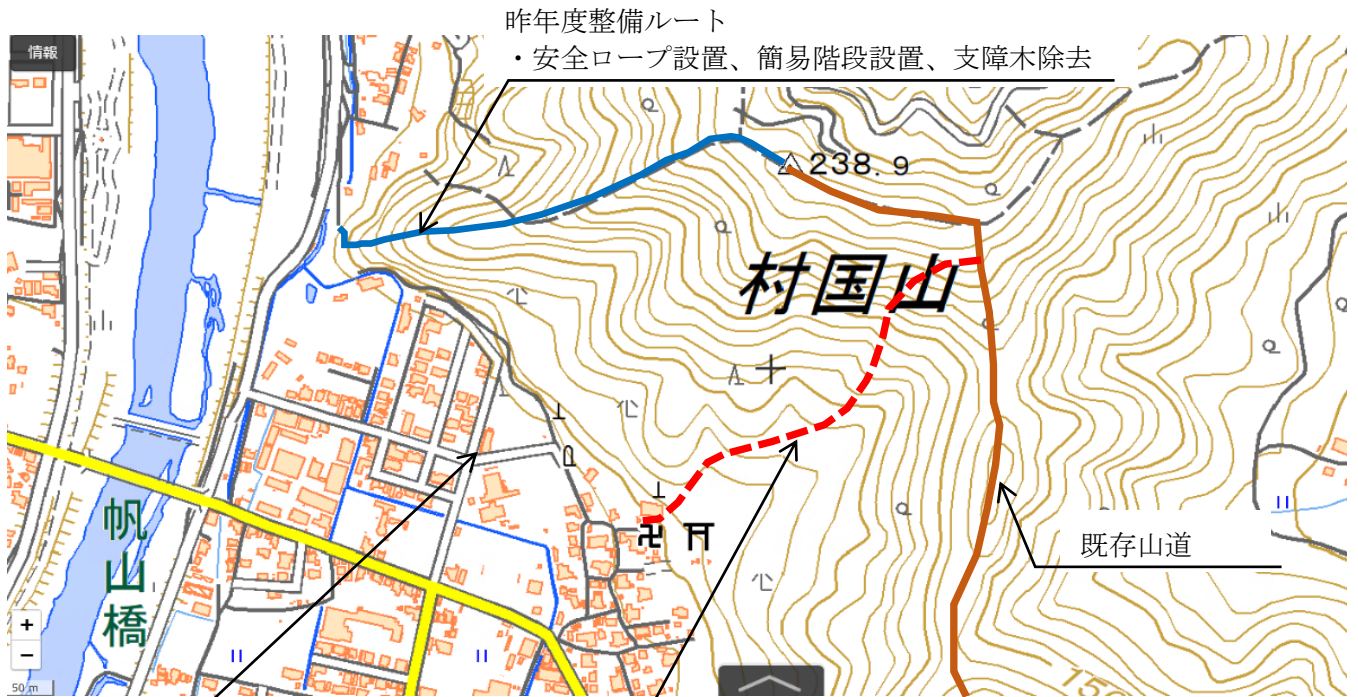 昨年度整備ルート
・安全ロープ設置、簡易階段設置、支障木除去
情報
238.9
村国山
帆山橋
既存山道
+
−
50 m
150